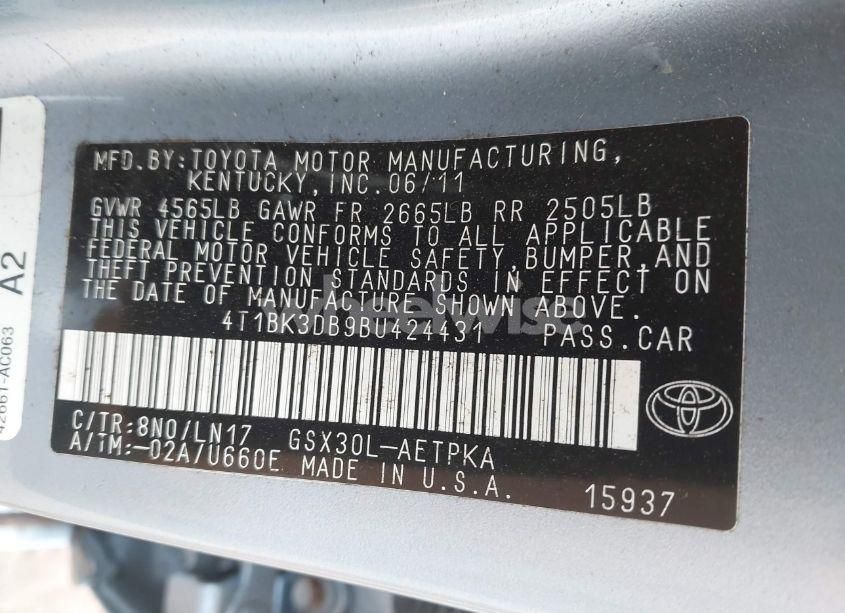 MFD.BY:TOYOTA MOTOR MANUFACTURING,
KENTUCKY, INC. 06/11
GVWR 4565LB GAWR FR 2665LB RR 2505LB
THIS VEHICLE CONFORMS TO ALL APPLICABLE
FEDERAL MOTOR VEHICLE SAFETY, BUMPER, AND
THEFT PREVENTION STANDARDS IN EFFECT ON
THE DATE OF MANUFACTURE SHOWN ABOVE.
4T1BK3DB9BU424431 PASS.CAR
C/TR:8N0/LN17 GSX30L-AETPKA
A/TM:-02A/U660E MADE IN U.S.A.
15937
42661-AC063
A2